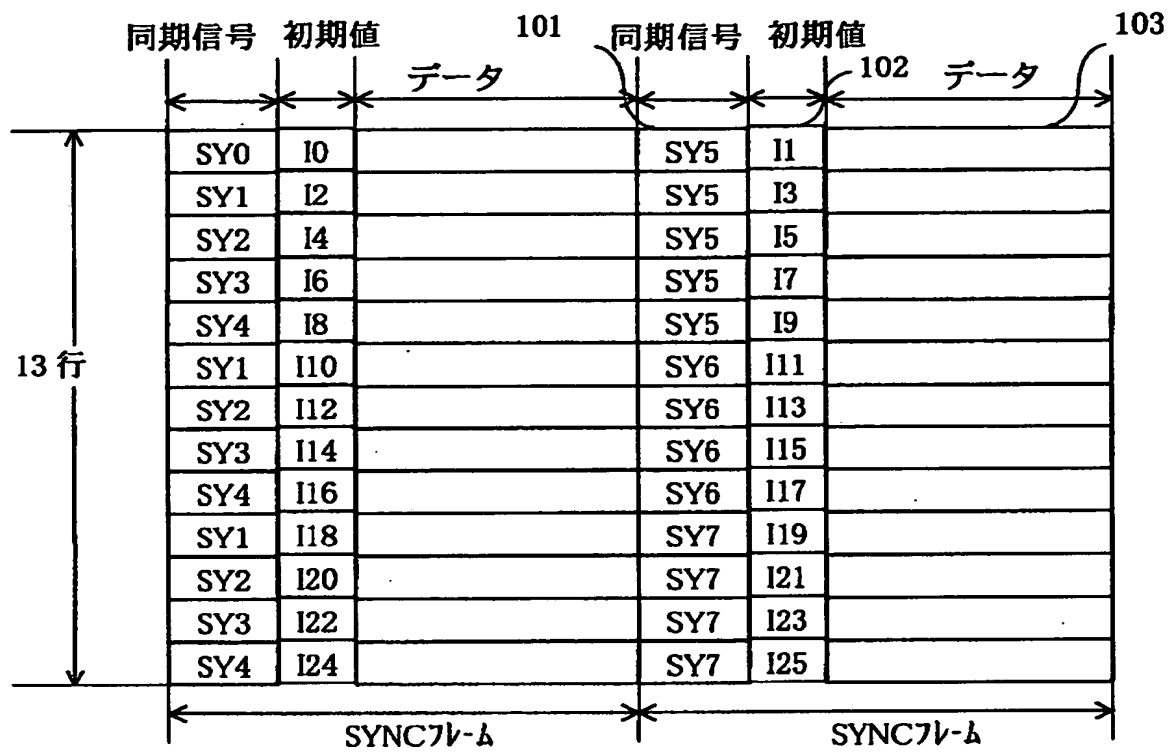 同期信号 初期値 101 同期信号 初期値 103
データ 102 データ
SY0 I0 SY5 I1
SY1 I2 SY5 I3
SY2 I4 SY5 I5
SY3 I6 SY5 I7
SY4 I8 SY5 I9
13 行 SY1 I10 SY6 I11
SY2 I12 SY6 I13
SY3 I14 SY6 I15
SY4 I16 SY6 I17
SY1 I18 SY7 I19
SY2 I20 SY7 I21
SY3 I22 SY7 I23
SY4 I24 SY7 I25
SYNCフレーム SYNCフレーム